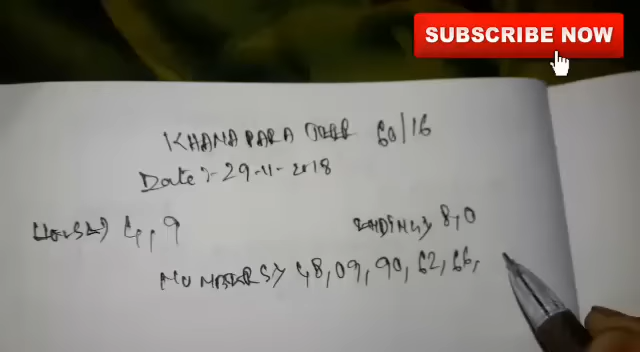 SUBSCRIBE NOW
KHANAPARA TEER 60/16
Date:- 29-11-2018
HOUSE> 4, 9 ENDING> 8, 0
NUMBERS> 48, 09, 90, 62, 66,